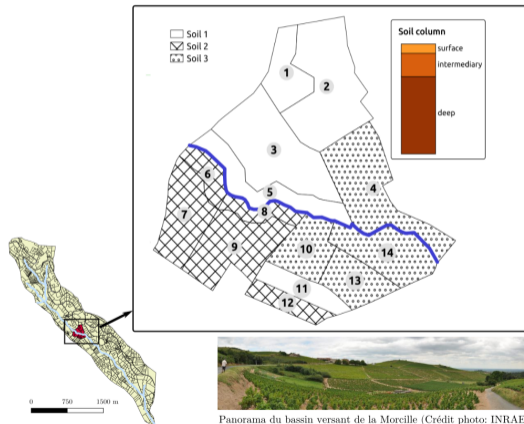 Soil 1
Soil 2
Soil 3
Soil column
surface
intermediary
deep
1
2
3
4
5
6
7
8
9
10
14
11
13
12
0 750 1500 m
Panorama du bassin versant de la Morcille (Crédit photo: INRAE